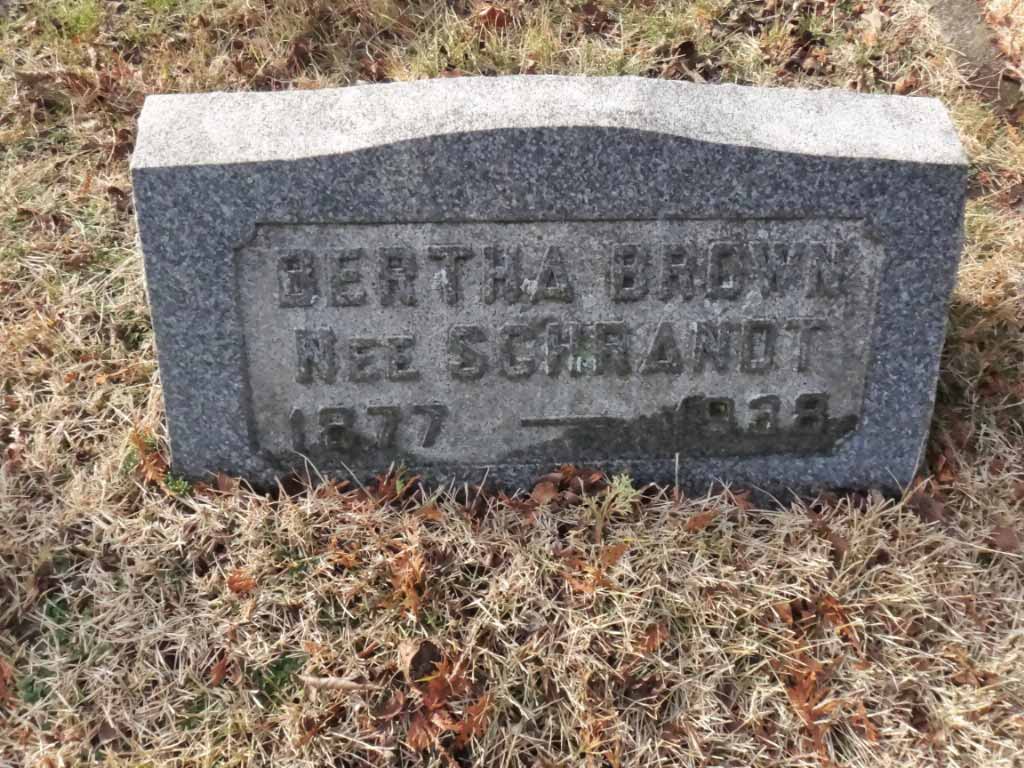 BERTHA BROWN
NEE SCHRANDT
1877 — 1938